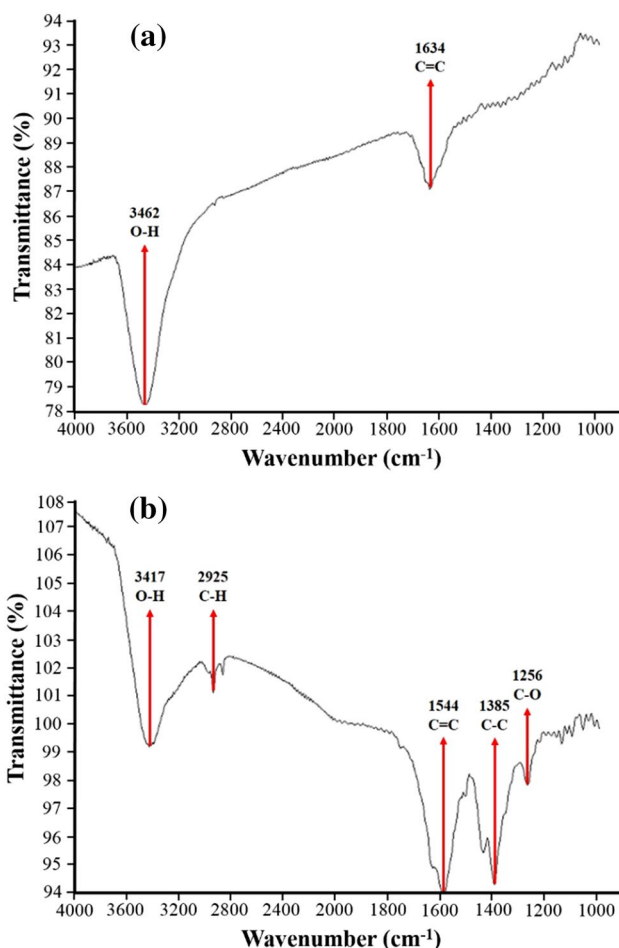 (a)
94
93
92
91
90
89
88
87
86
85
84
83
82
81
80
79
78
Transmittance (%)
1634
C=C
3462
O-H
4000 3600 3200 2800 2400 2000 1800 1600 1400 1200 1000
Wavenumber (cm-1)
(b)
108
107
106
105
104
103
102
101
100
99
98
97
96
95
94
Transmittance (%)
3417
O-H
2925
C-H
1544
C=C
1385
C-C
1256
C-O
4000 3600 3200 2800 2400 2000 1800 1600 1400 1200 1000
Wavenumber (cm-1)